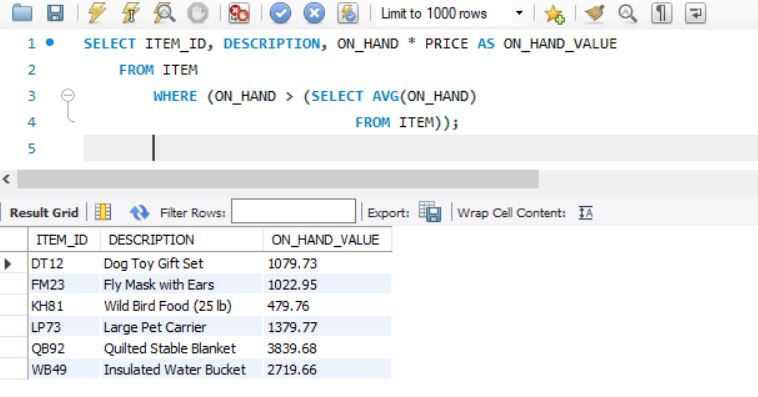 Limit to 1000 rows
1 SELECT ITEM_ID, DESCRIPTION, ON_HAND * PRICE AS ON_HAND_VALUE
2 FROM ITEM
3 WHERE (ON_HAND > (SELECT AVG(ON_HAND)
4 FROM ITEM));
5
Result Grid Filter Rows: Export: Wrap Cell Content: IA
ITEM_ID DESCRIPTION ON_HAND_VALUE
DT12 Dog Toy Gift Set 1079.73
FM23 Fly Mask with Ears 1022.95
KH81 Wild Bird Food (25 lb) 479.76
LP73 Large Pet Carrier 1379.77
QB92 Quilted Stable Blanket 3839.68
WB49 Insulated Water Bucket 2719.66